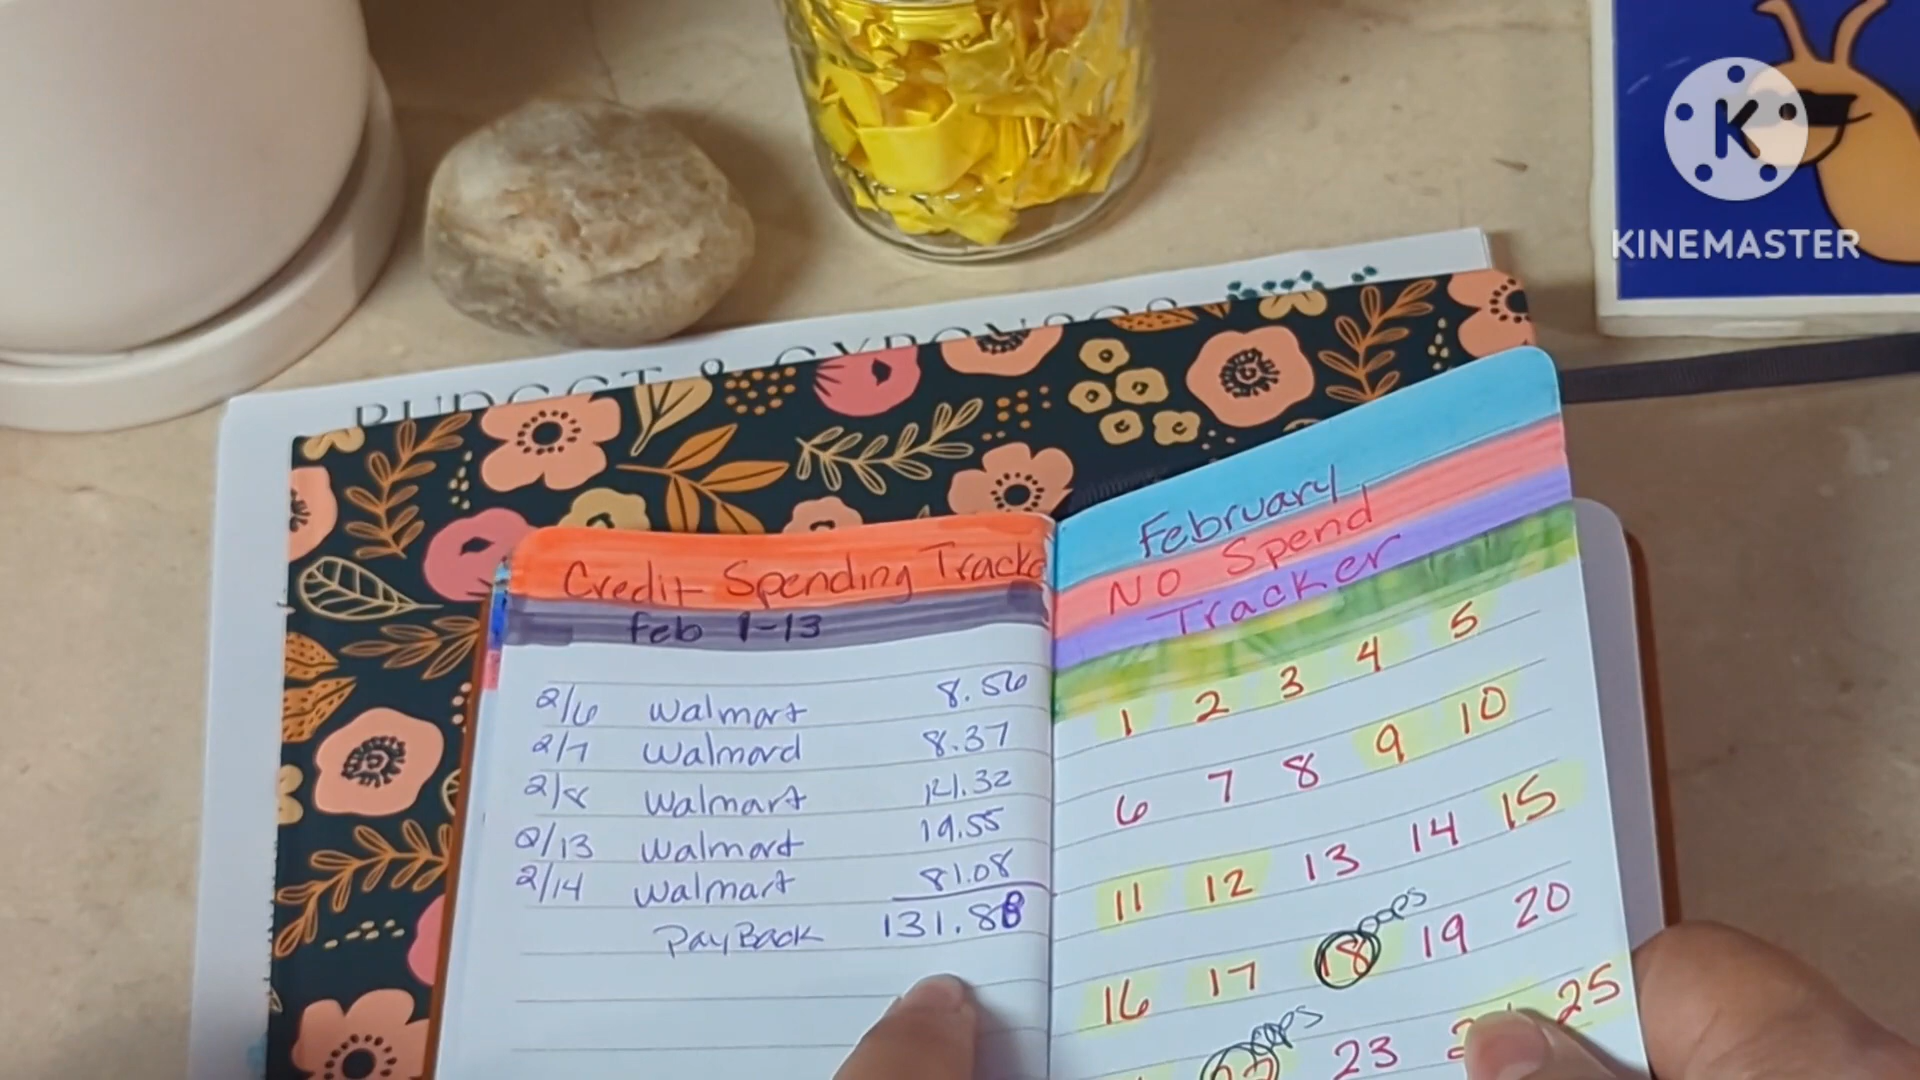 KINEMASTER
BUDGET & EXPENSES
Credit Spending Tracke
Feb 1-13
2/6 Walmart 8.56
2/7 Walmard 8.37
2/8 Walmart 14.32
2/13 Walmart 19.55
2/14 Walmart 81.08
PayBack 131.88
February
No Spend
Tracker
1 2 3 4 5
6 7 8 9 10
11 12 13 14 15
16 17 18 oops 19 20
oops 23 25